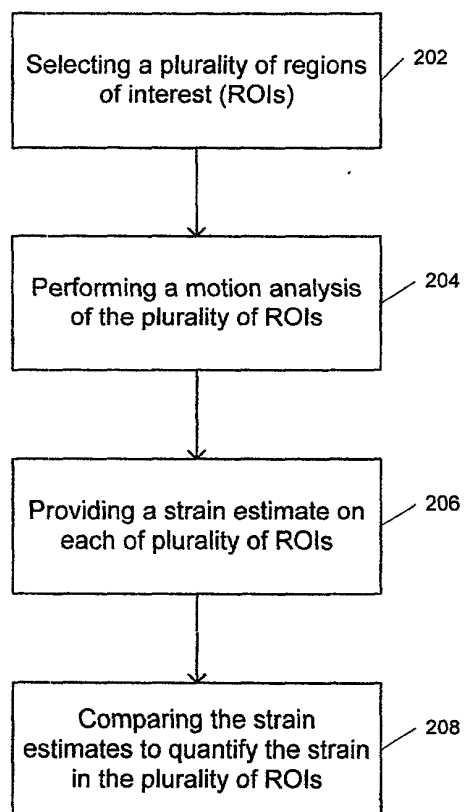 Selecting a plurality of regions
of interest (ROIs)
202
Performing a motion analysis
of the plurality of ROIs
204
Providing a strain estimate on
each of plurality of ROIs
206
Comparing the strain
estimates to quantify the strain
in the plurality of ROIs
208